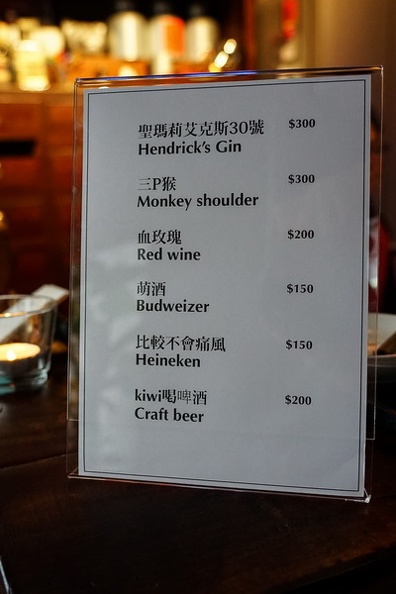 聖瑪莉艾克斯30號 $300
Hendrick's Gin
三P猴 $300
Monkey shoulder
血玫瑰 $200
Red wine
萌酒 $150
Budweizer
比較不會痛風 $150
Heineken
kiwi喝啤酒 $200
Craft beer